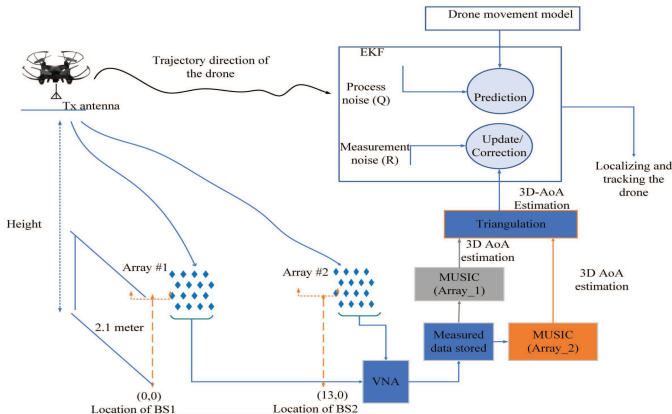 Drone movement model
EKF
Trajectory direction of
the drone
Process
noise (Q)
Prediction
Tx antenna
Update/
Correction
Measurement
noise (R)
Localizing and
tracking the
drone
3D-AoA
Estimation
Height
Triangulation
Array #1
Array #2
3D AoA
estimation
3D AoA
estimation
MUSIC
(Array_1)
2.1 meter
Measured
data stored
MUSIC
(Array_2)
VNA
(0,0)
Location of BS1
(13,0)
Location of BS2